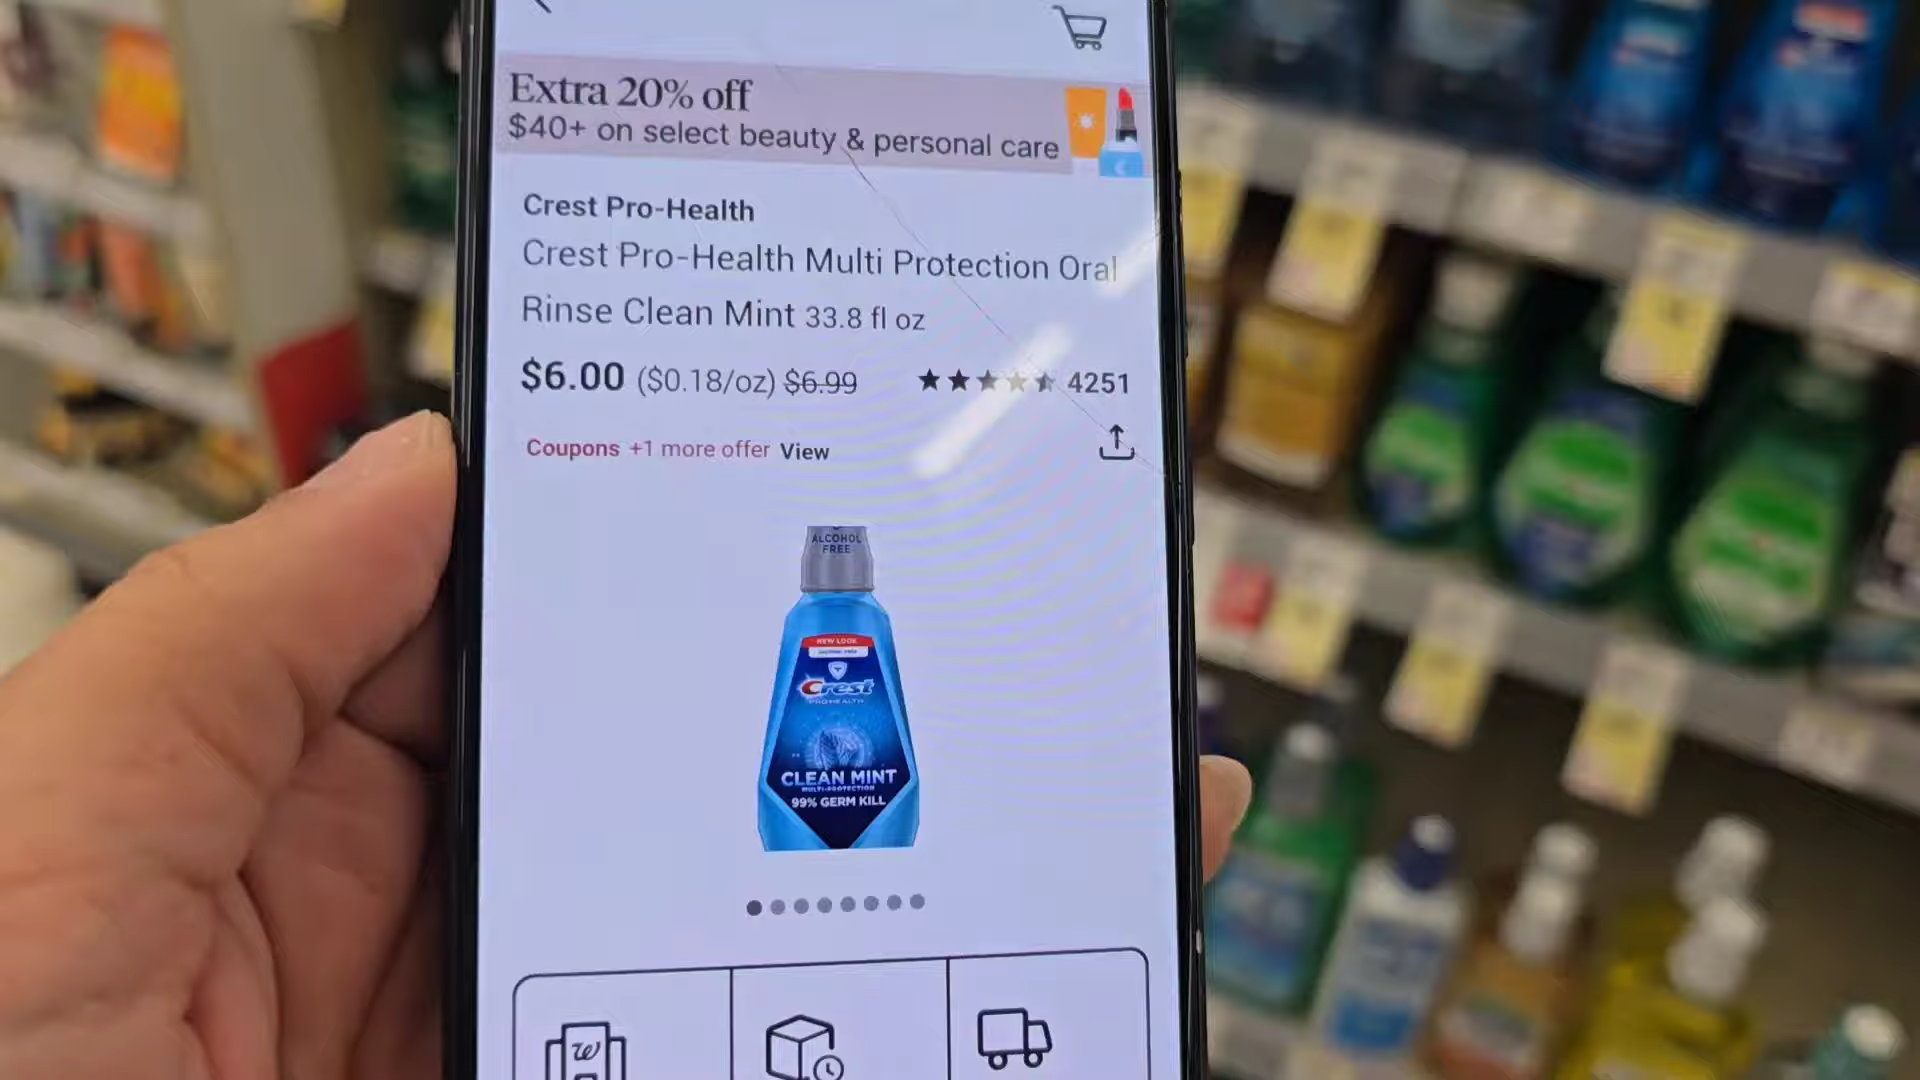 Extra 20% off
$40+ on select beauty & personal care
Crest Pro-Health
Crest Pro-Health Multi Protection Oral
Rinse Clean Mint 33.8 fl oz
$6.00 ($0.18/oz) $6.99 4251
Coupons +1 more offer View
ALCOHOL
FREE
NEW LOOK
Crest
PRO-HEALTH
CLEAN MINT
MULTI-PROTECTION
99% GERM KILL
W